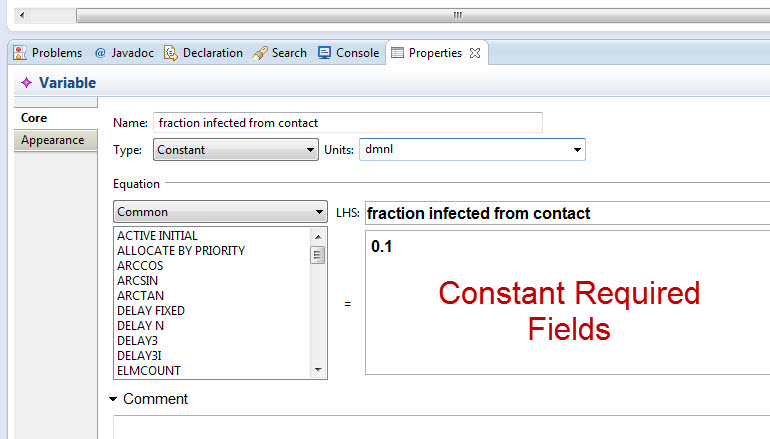 Problems @ Javadoc Declaration Search Console Properties
Variable
Core
Appearance
Name: fraction infected from contact
Type: Constant Units: dmnl
Equation
Common LHS: fraction infected from contact
ACTIVE INITIAL
ALLOCATE BY PRIORITY
ARCCOS
ARCSIN
ARCTAN
DELAY FIXED
DELAY N
DELAY3
DELAY3I
ELMCOUNT
=
0.1
Constant Required
Fields
Comment